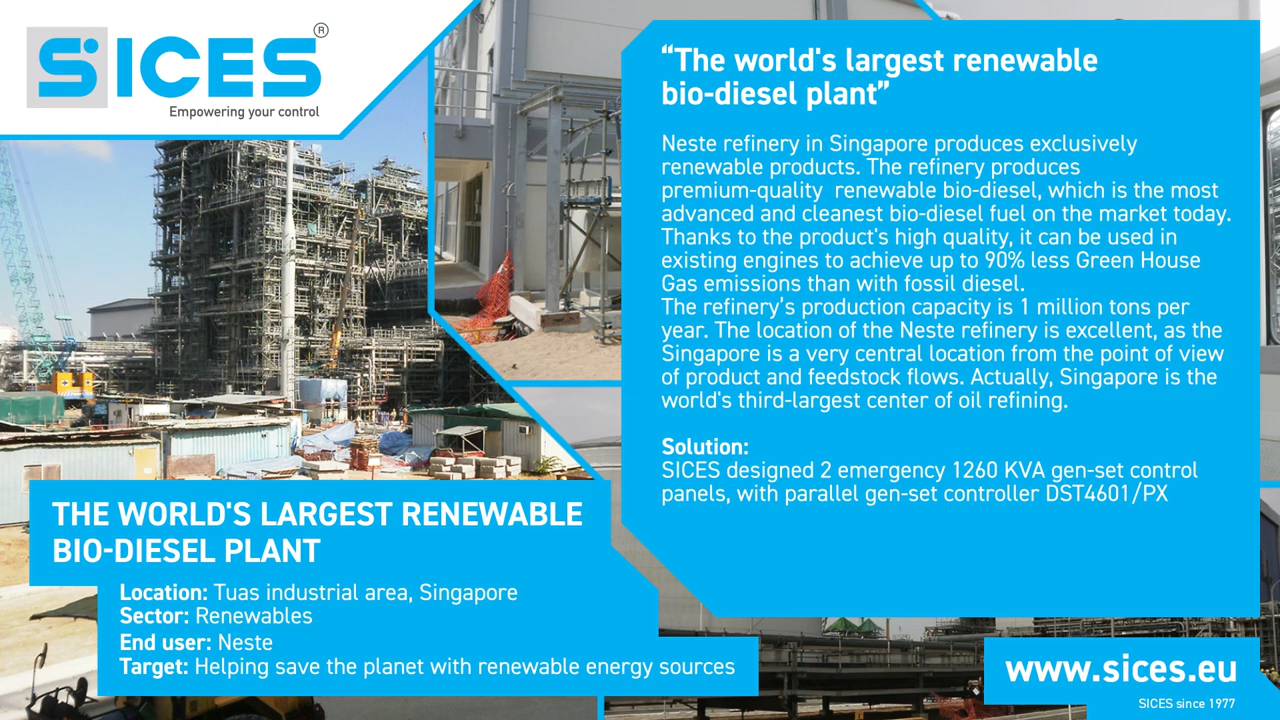 SICES®
Empowering your control
THE WORLD'S LARGEST RENEWABLE
BIO-DIESEL PLANT
Location: Tuas industrial area, Singapore
Sector: Renewables
End user: Neste
Target: Helping save the planet with renewable energy sources
“The world's largest renewable
bio-diesel plant”
Neste refinery in Singapore produces exclusively
renewable products. The refinery produces
premium-quality  renewable bio-diesel, which is the most
advanced and cleanest bio-diesel fuel on the market today.
Thanks to the product's high quality, it can be used in
existing engines to achieve up to 90% less Green House
Gas emissions than with fossil diesel.
The refinery’s production capacity is 1 million tons per
year. The location of the Neste refinery is excellent, as the
Singapore is a very central location from the point of view
of product and feedstock flows. Actually, Singapore is the
world's third-largest center of oil refining.
Solution:
SICES designed 2 emergency 1260 KVA gen-set control
panels, with parallel gen-set controller DST4601/PX
www.sices.eu
SICES since 1977